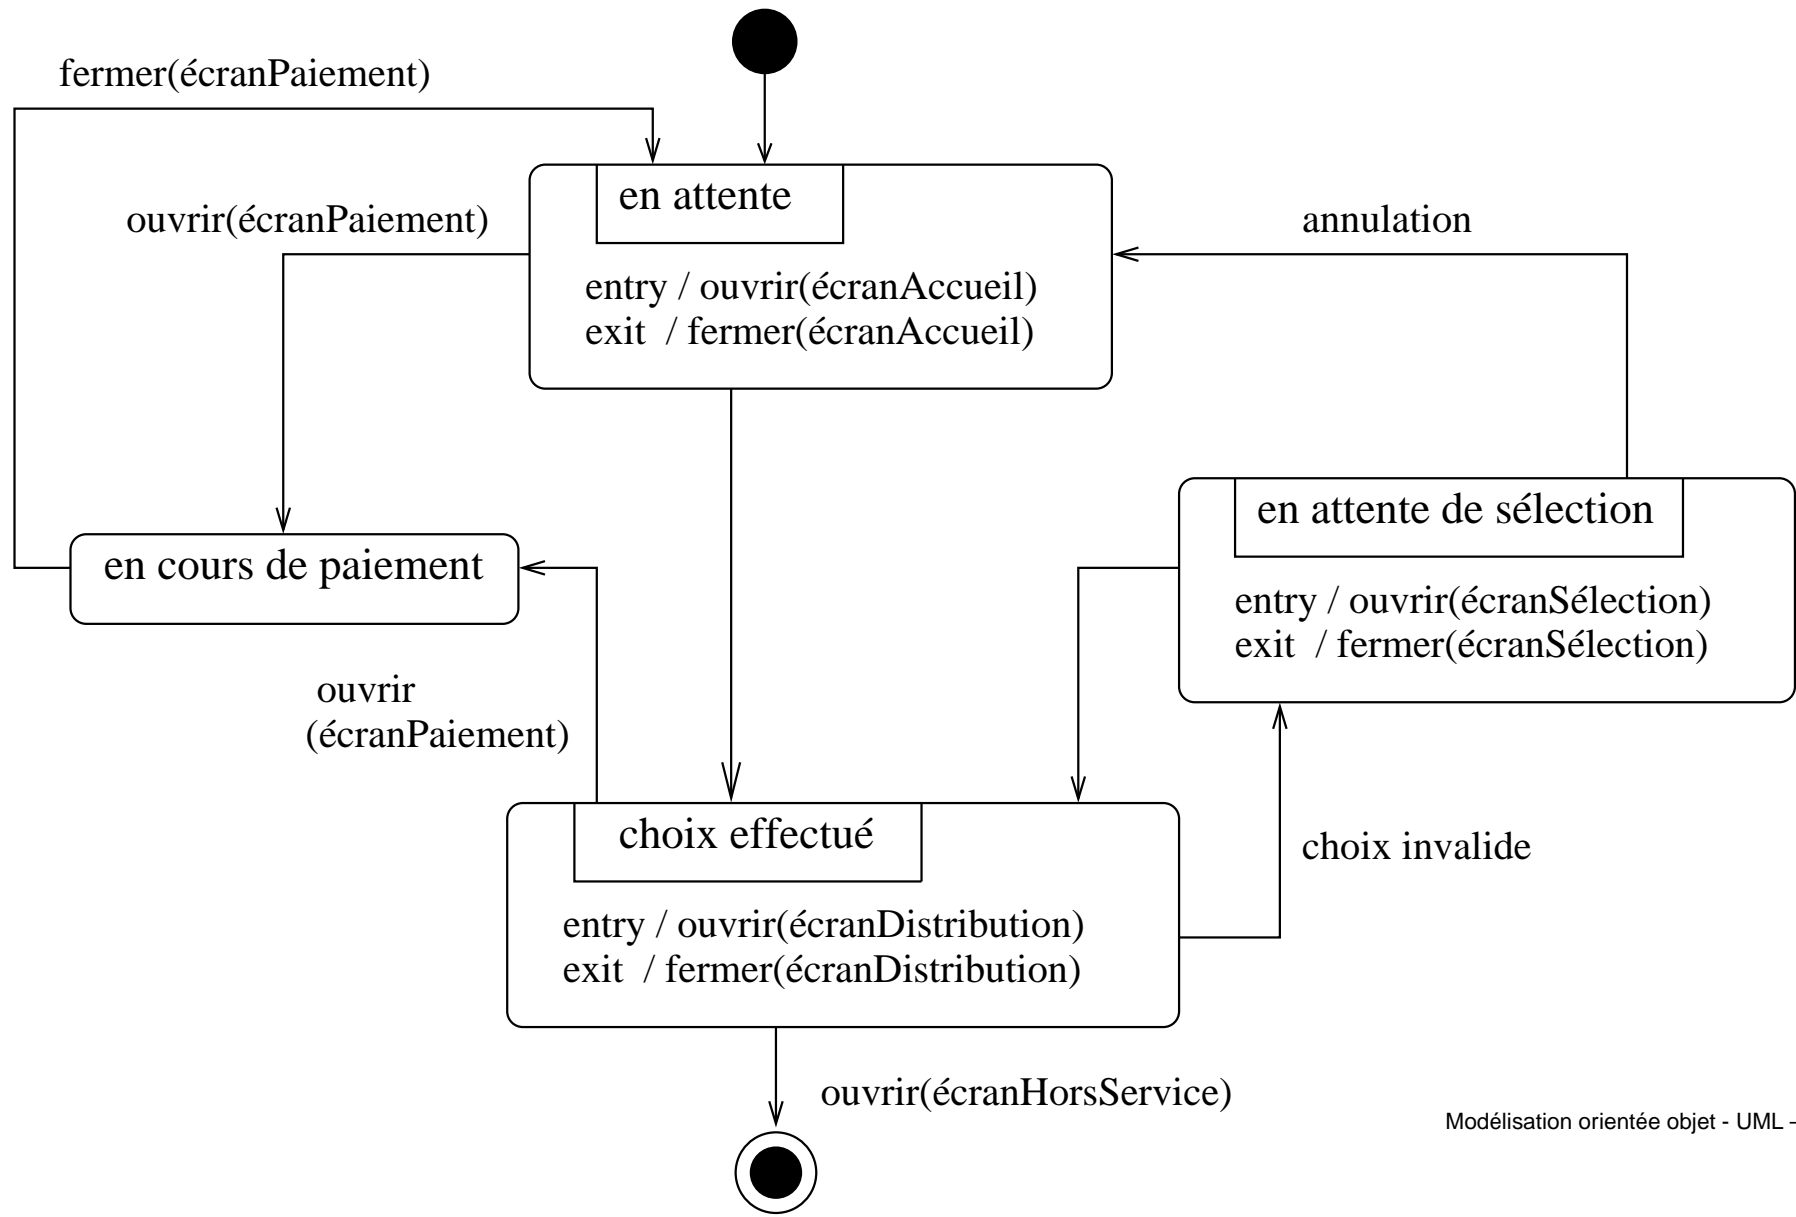 fermer(écranPaiement)
en attente
ouvrir(écranPaiement)
annulation
entry / ouvrir(écranAccueil)
exit / fermer(écranAccueil)
en attente de sélection
en cours de paiement
entry / ouvrir(écranSélection)
exit / fermer(écranSélection)
ouvrir
(écranPaiement)
choix effectué
choix invalide
entry / ouvrir(écranDistribution)
exit / fermer(écranDistribution)
ouvrir(écranHorsService)
Modélisation orientée objet - UML –